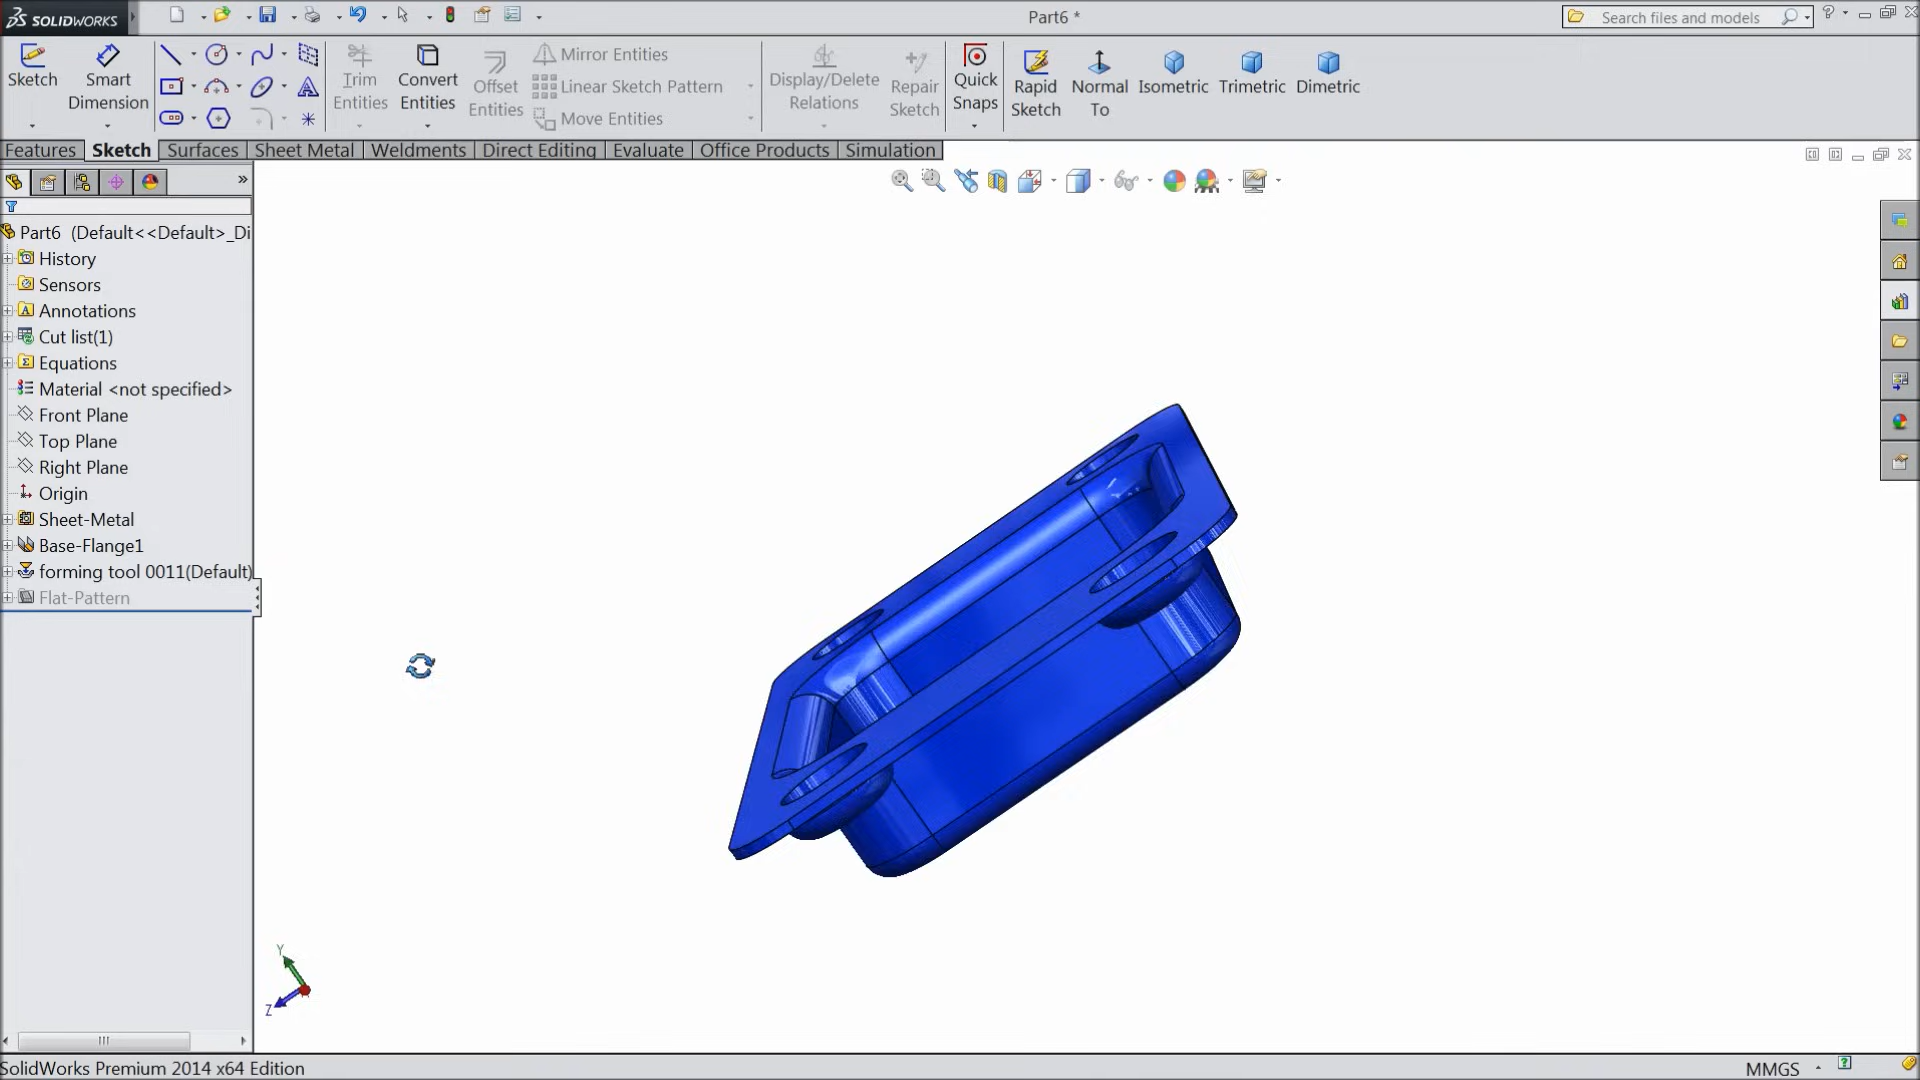 SOLIDWORKS
Part6 *
Search files and models
Sketch
Smart
Dimension
Trim
Entities
Convert
Entities
Offset
Entities
Mirror Entities
Linear Sketch Pattern
Move Entities
Display/Delete
Relations
Repair
Sketch
Quick
Snaps
Rapid
Sketch
Normal
To
Isometric
Trimetric
Dimetric
Features
Sketch
Surfaces
Sheet Metal
Weldments
Direct Editing
Evaluate
Office Products
Simulation
Part6 (Default<<Default>_Di
History
Sensors
Annotations
Cut list(1)
Equations
Material <not specified>
Front Plane
Top Plane
Right Plane
Origin
Sheet-Metal
Base-Flange1
forming tool 0011(Default)
Flat-Pattern
Y
Z
SolidWorks Premium 2014 x64 Edition
MMGS